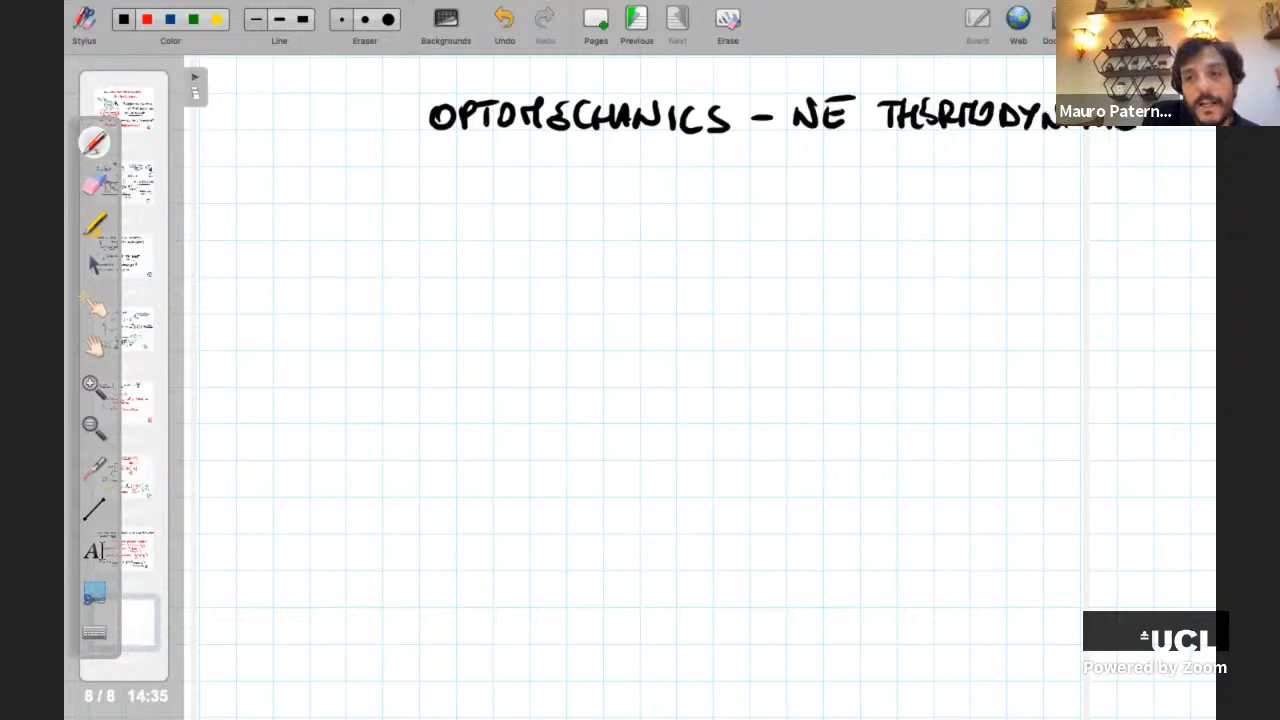 Stylus
Color
Line
Eraser
Backgrounds
Undo
Redo
Pages
Previous
Next
Erase
Board
Web
Mauro Patern...
OPTOMECHANICS - NE
8 / 8 14:35
UCL
Powered by Zoom